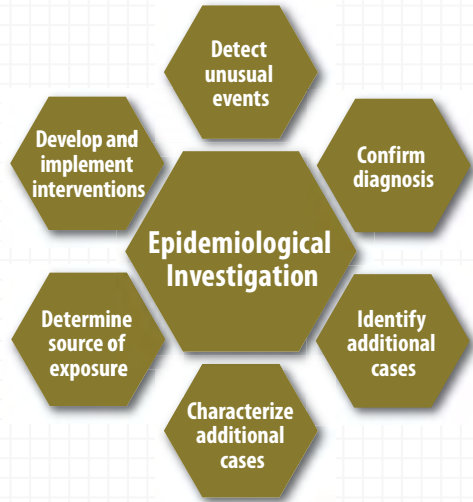 Detect
unusual
events
Confirm
diagnosis
Identify
additional
cases
Characterize
additional
cases
Determine
source of
exposure
Develop and
implement
interventions
Epidemiological
Investigation